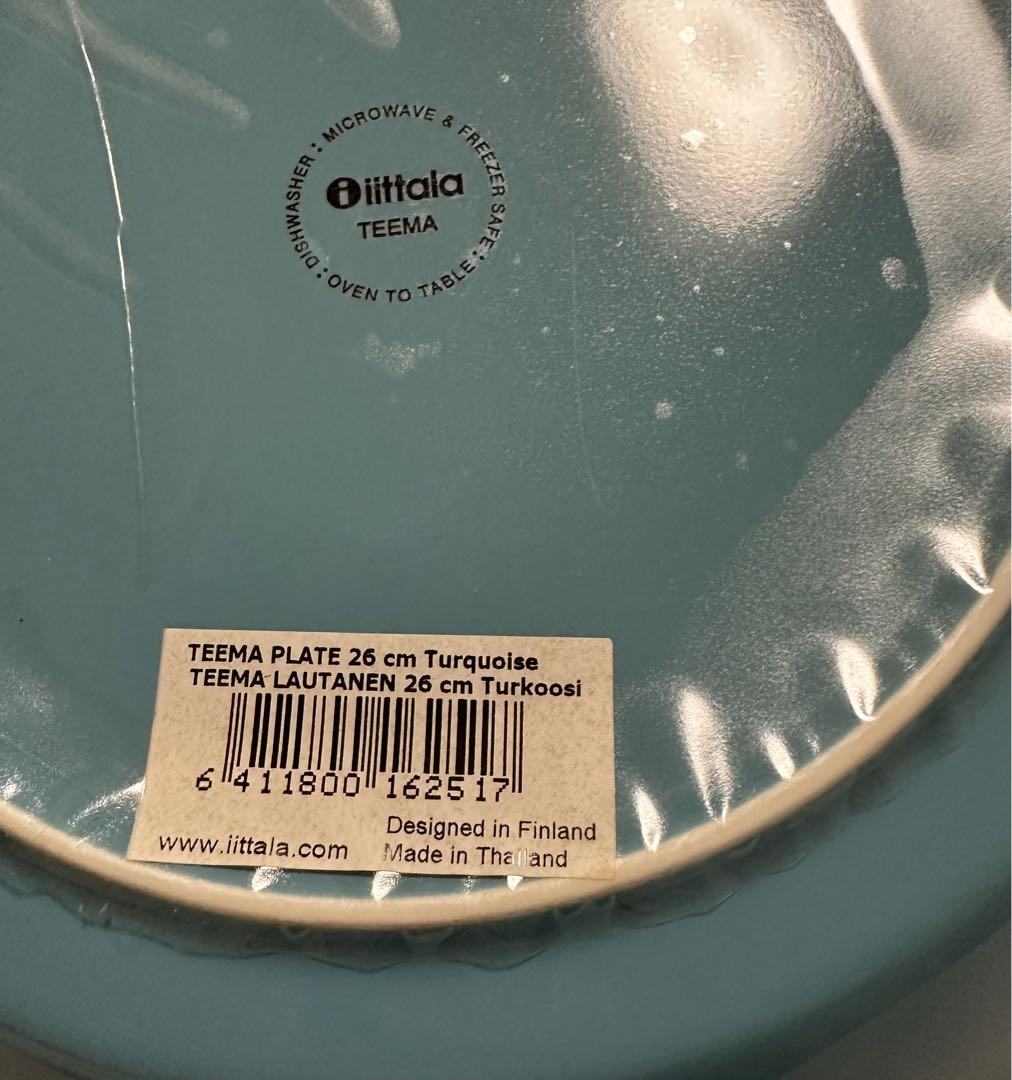 DISHWASHER : MICROWAVE & FREEZER SAFE : OVEN TO TABLE :
iittala
TEEMA
TEEMA PLATE 26 cm Turquoise
TEEMA LAUTANEN 26 cm Turkoosi
6 411800 162517
Designed in Finland
www.iittala.com Made in Thailand